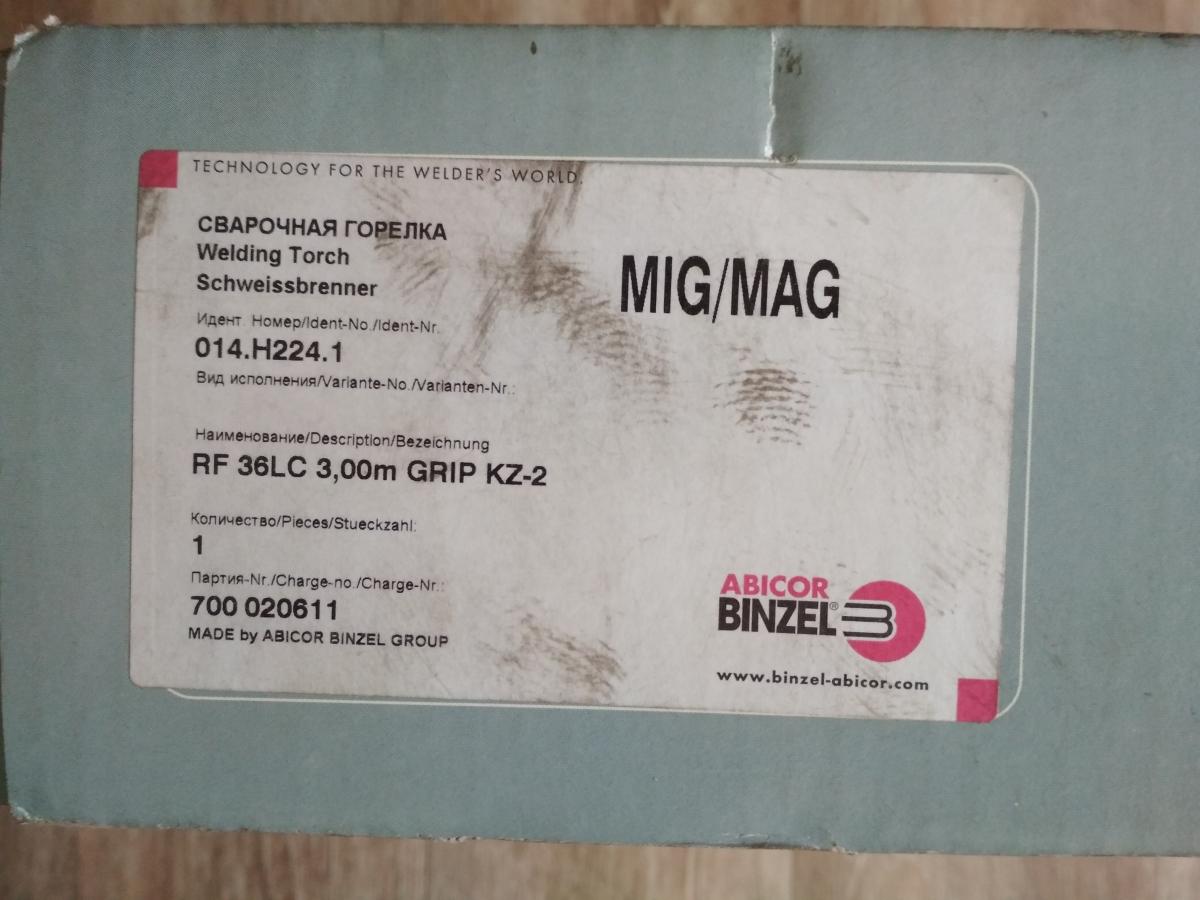 TECHNOLOGY FOR THE WELDER'S WORLD.
СВАРОЧНАЯ ГОРЕЛКА
Welding Torch
Schweissbrenner
MIG/MAG
Идент. Номер/Ident-No./Ident-Nr.
014.H224.1
Вид исполнения/Variante-No./Varianten-Nr.:
Наименование/Description/Bezeichnung
RF 36LC 3,00m GRIP KZ-2
Количество/Pieces/Stueckzahl:
1
Партия-Nr./Charge-no./Charge-Nr.:
700 020611
MADE by ABICOR BINZEL GROUP
ABICOR
BINZEL®
www.binzel-abicor.com